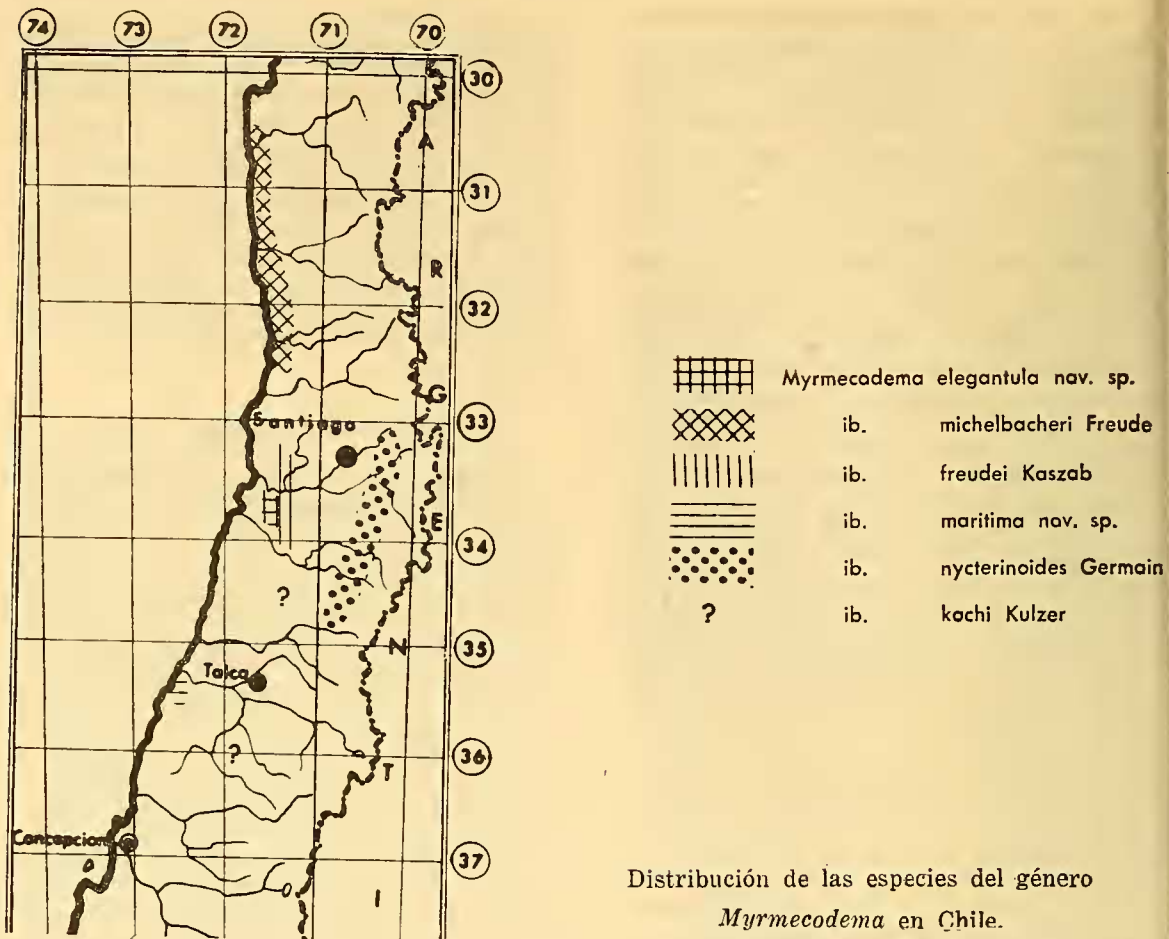 74 73 72 71 70
30
A
31
R
32
G
33
Santiago
E
34
?
35
N
Talca
36
?
T
Concepcion
37
I
Myrmecodema elegantula nov. sp.
ib. michelbacheri Freude
ib. freudei Kaszab
ib. maritima nov. sp.
ib. nycterinoides Germain
? ib. kochi Kulzer
Distribución de las especies del género
Myrmecodema en Chile.